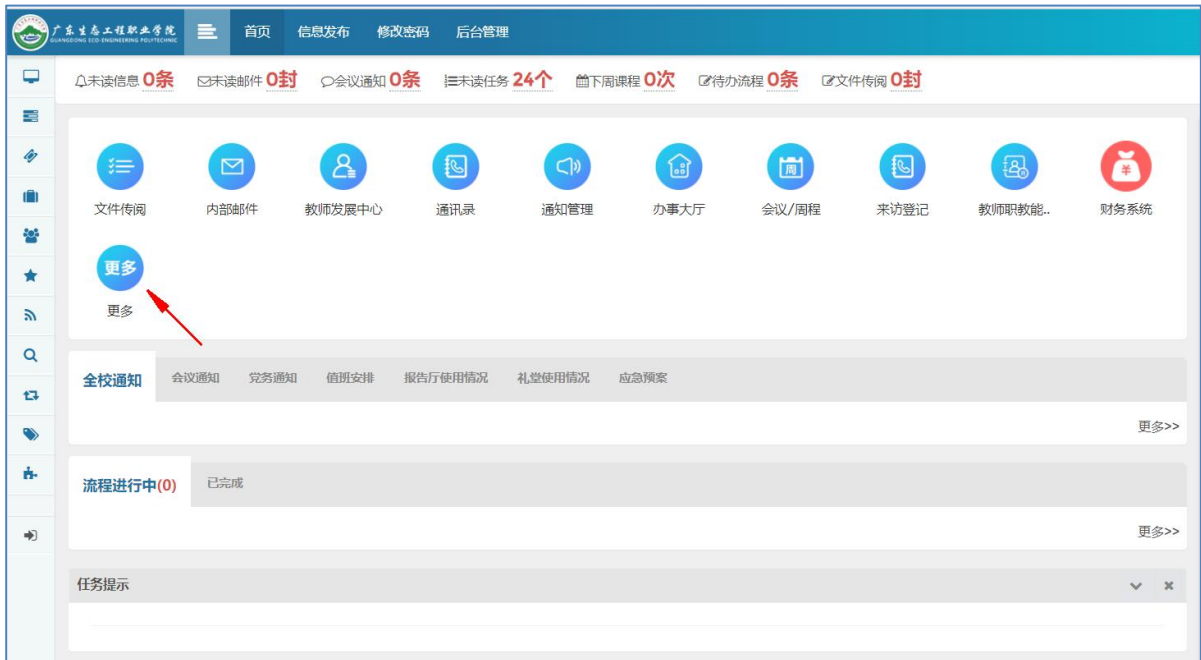 广东生态工程职业学院
GUANGDONG ECO-ENGINEERING POLYTECHNIC
首页 信息发布 修改密码 后台管理
未读信息 0条 未读邮件 0封 会议通知 0条 未读任务 24个 下周课程 0次 待办流程 0条 文件传阅 0封
周 ¥
文件传阅 内部邮件 教师发展中心 通讯录 通知管理 办事大厅 会议/周程 来访登记 教师职教能.. 财务系统
更多
更多
全校通知 会议通知 党务通知 值班安排 报告厅使用情况 礼堂使用情况 应急预案
更多>>
流程进行中(0) 已完成
更多>>
任务提示